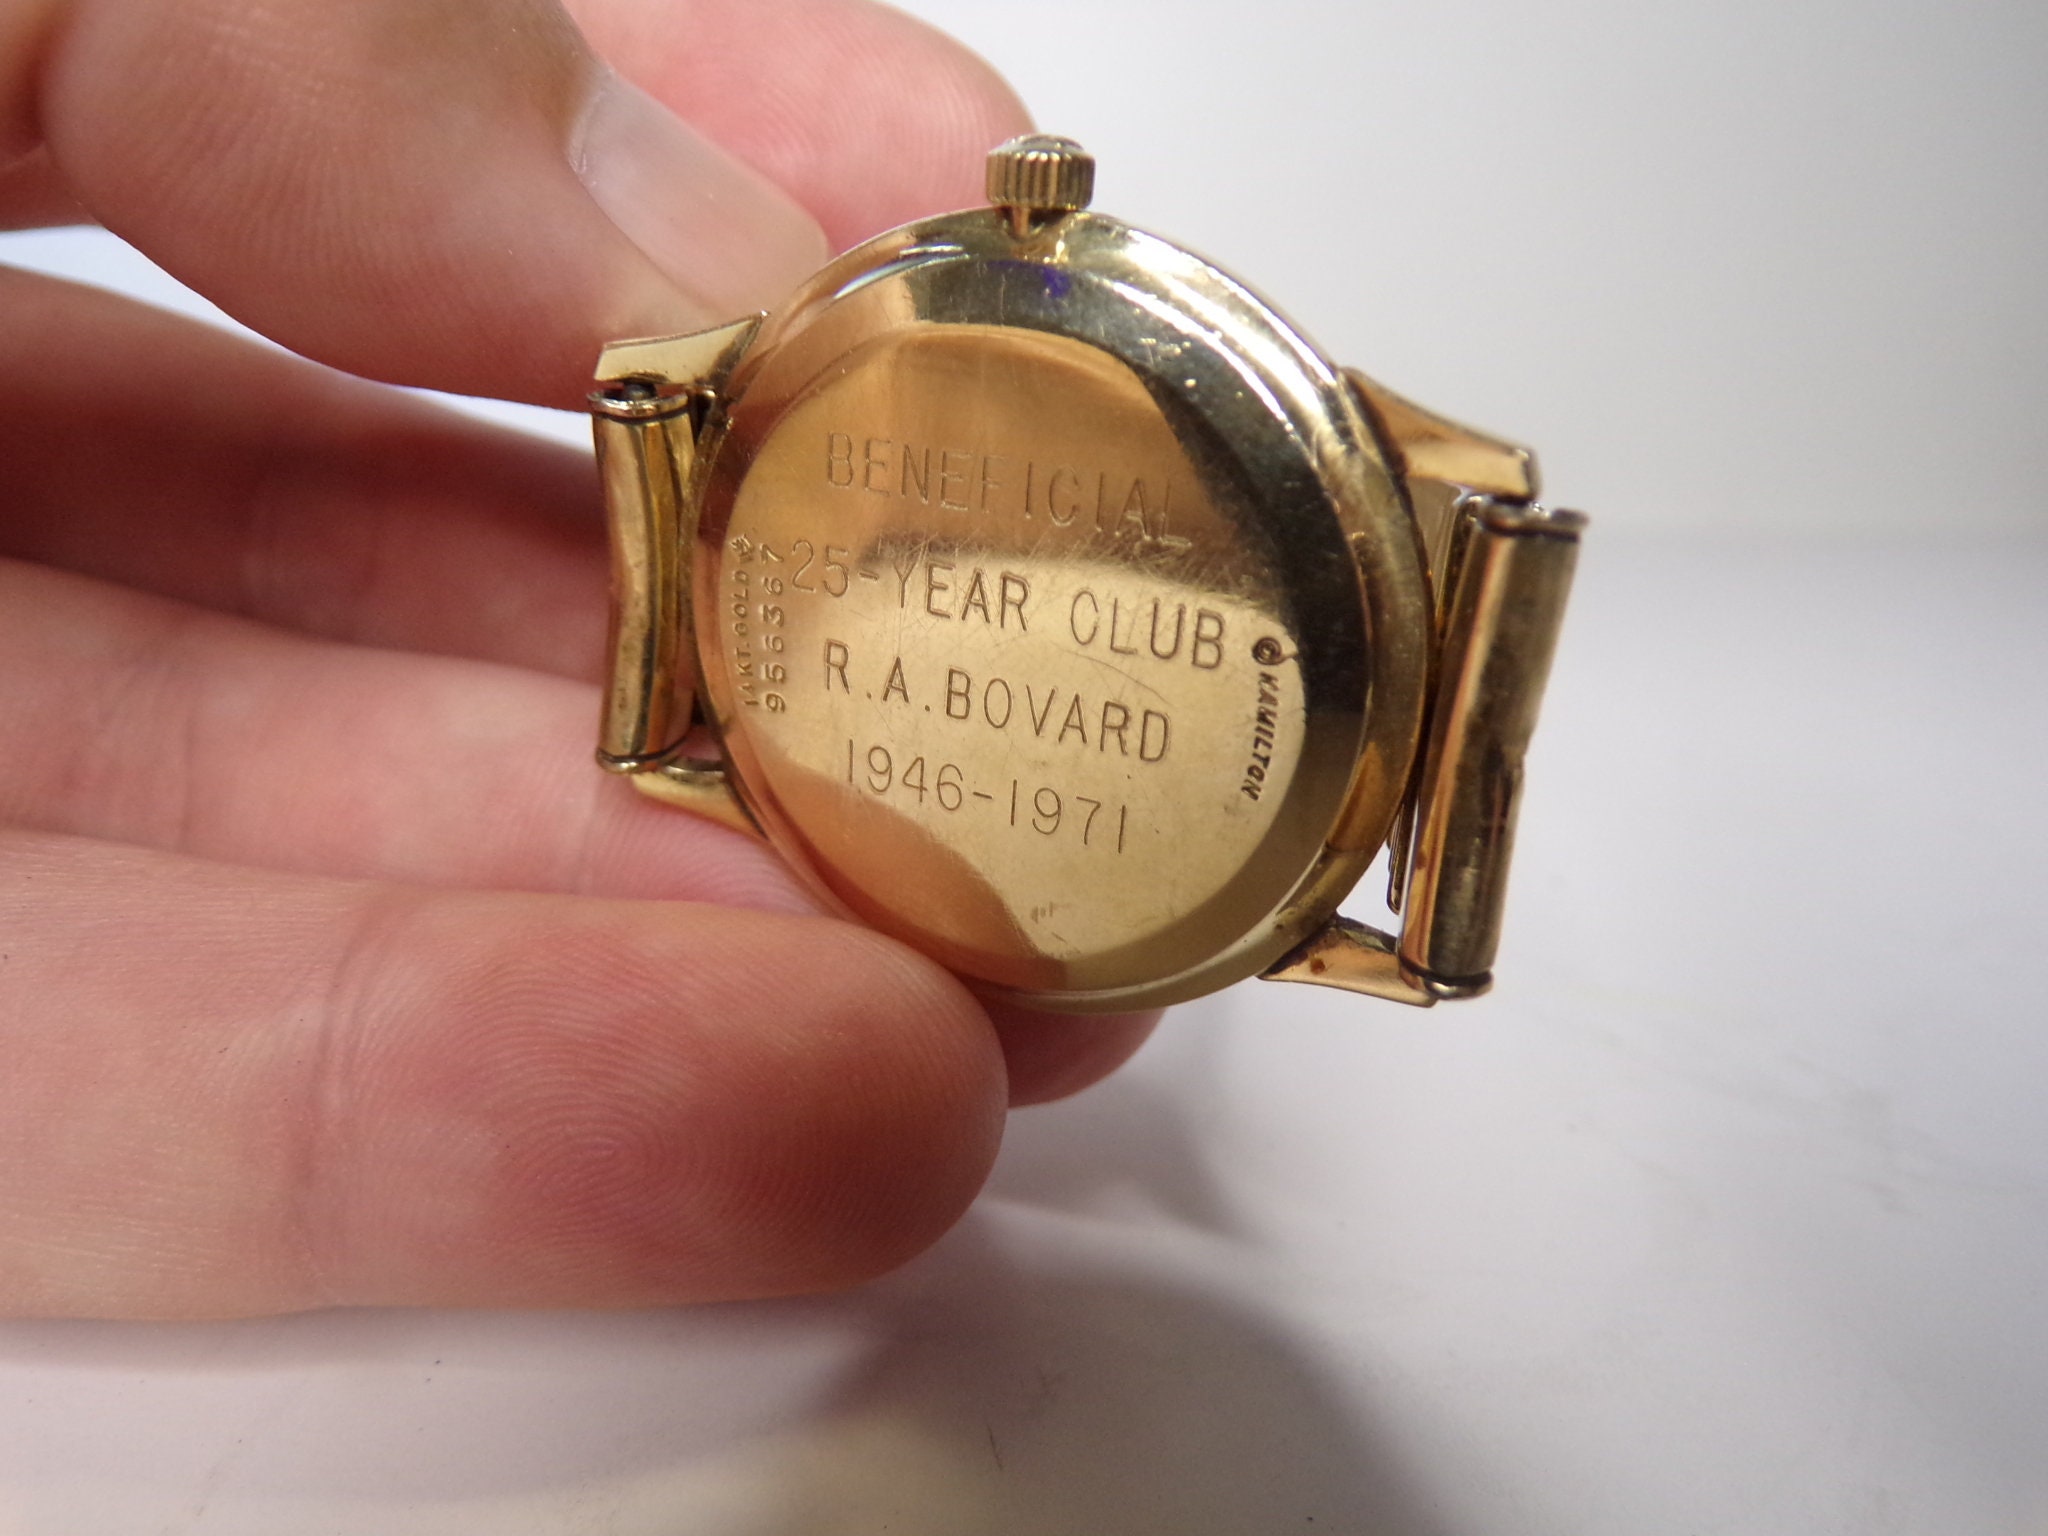 BENEFICIAL
25-YEAR CLUB
R.A.BOVARD
1946-1971
14KT.GOLD
956367
© HAMILTON